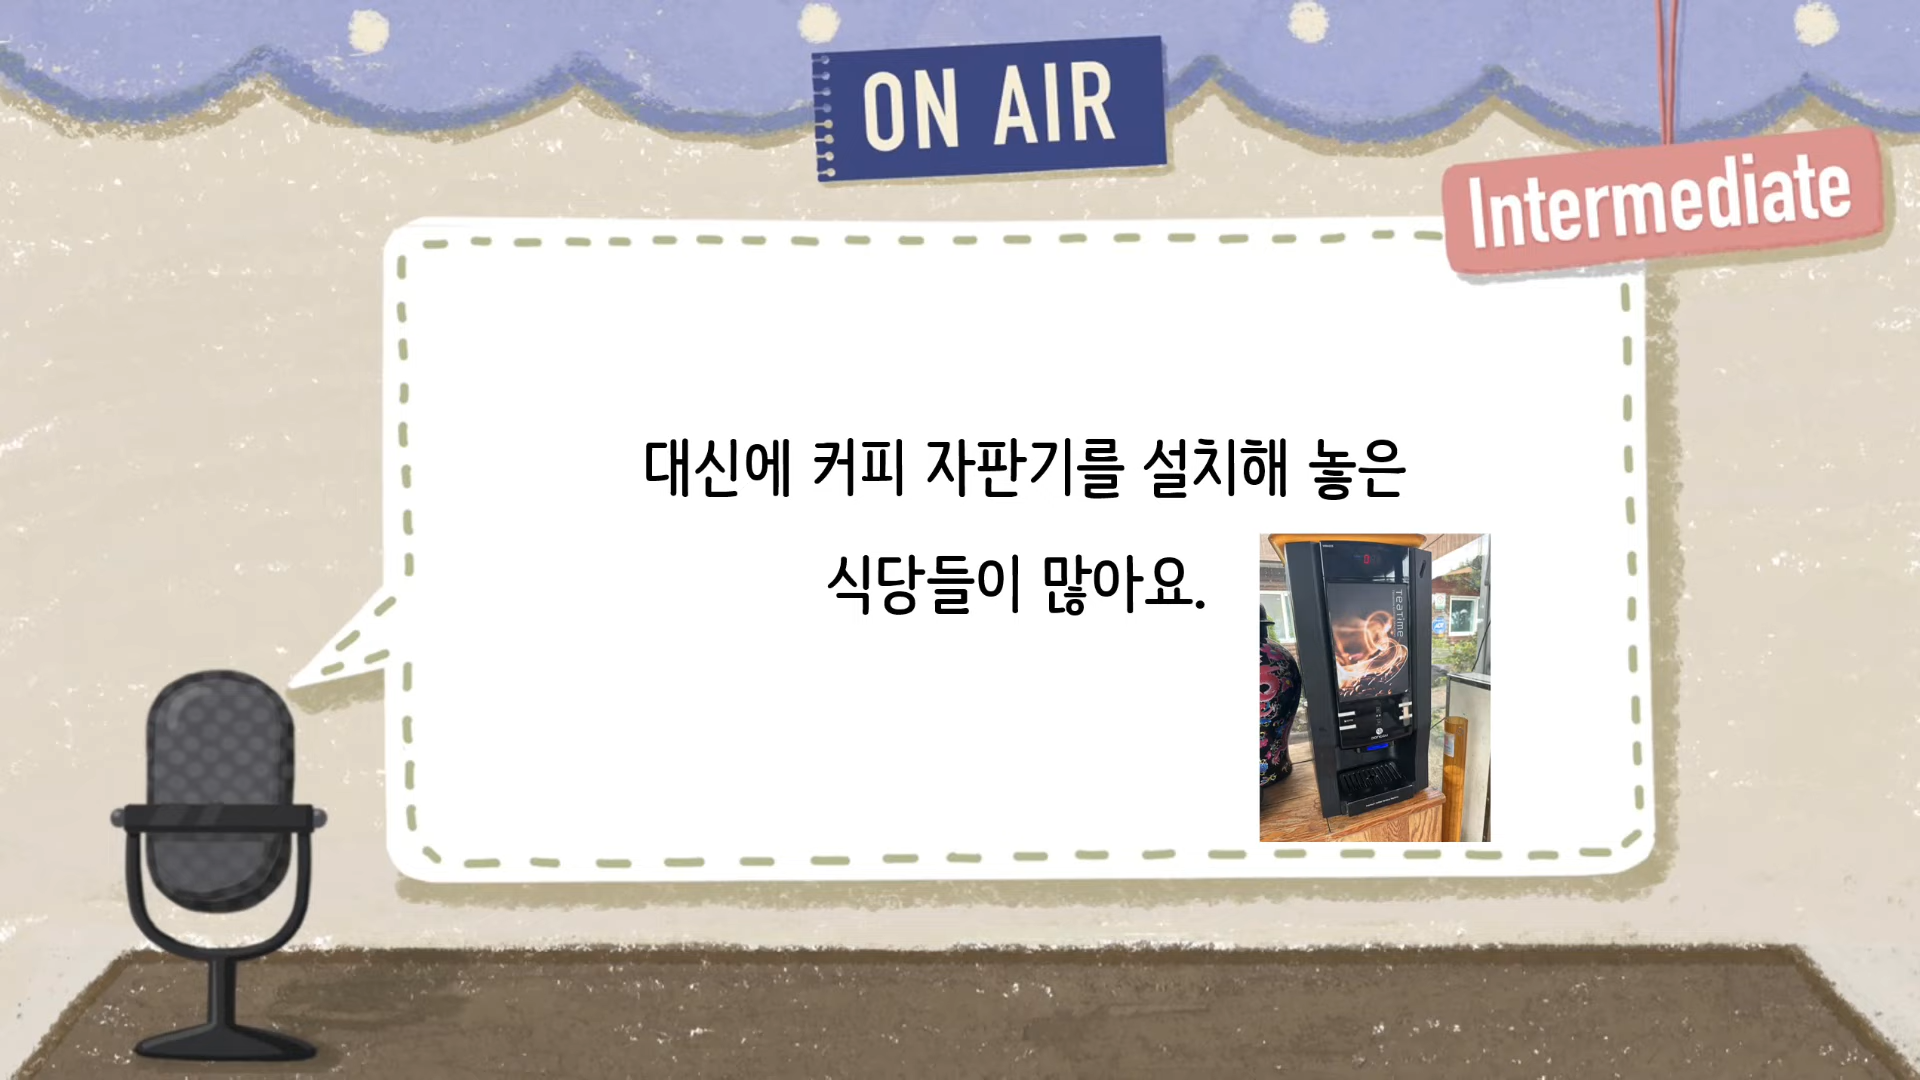 ON AIR
Intermediate
대신에 커피 자판기를 설치해 놓은
식당들이 많아요.
TEATIME